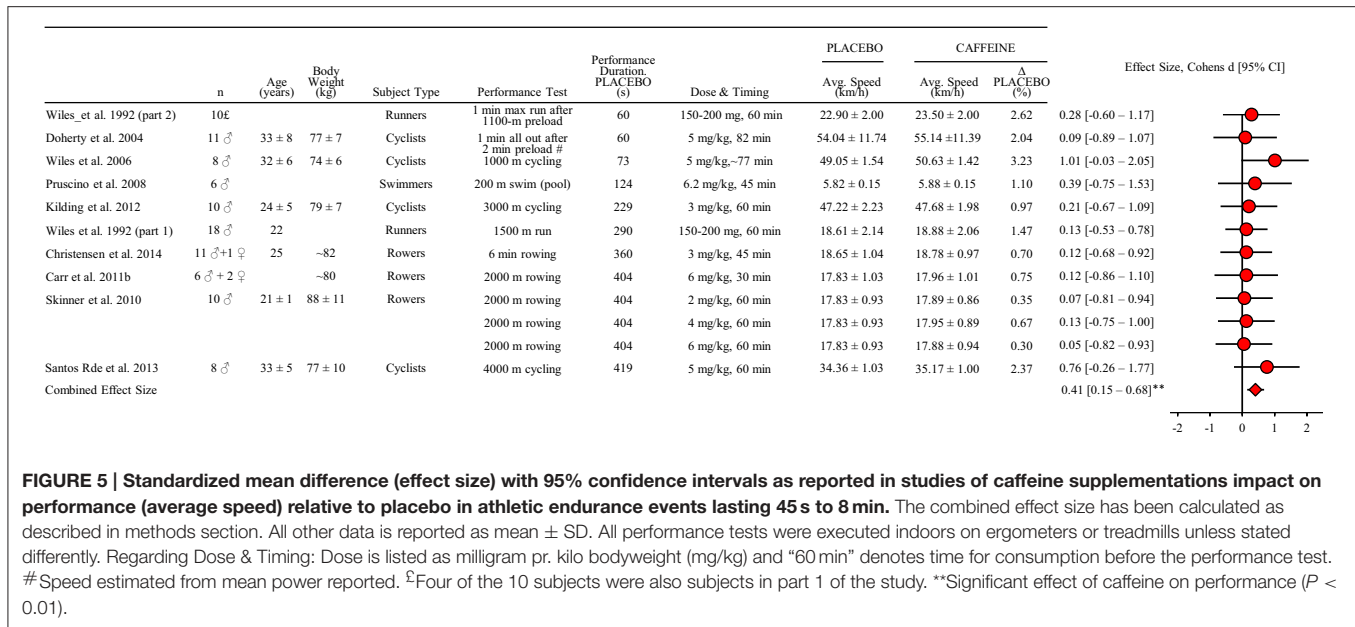 PLACEBO CAFFEINE
n Age (years) Body Weight (kg) Subject Type Performance Test Performance Duration. PLACEBO (s) Dose & Timing Avg. Speed (km/h) Avg. Speed (km/h) Δ PLACEBO (%) Effect Size, Cohens d [95% CI]
Wiles_et al. 1992 (part 2) 10£ Runners 1 min max run after 1100-m preload 60 150-200 mg, 60 min 22.90 ± 2.00 23.50 ± 2.00 2.62 0.28 [-0.60 – 1.17]
Doherty et al. 2004 11 ♂ 33 ± 8 77 ± 7 Cyclists 1 min all out after 2 min preload # 60 5 mg/kg, 82 min 54.04 ± 11.74 55.14 ±11.39 2.04 0.09 [-0.89 – 1.07]
Wiles et al. 2006 8 ♂ 32 ± 6 74 ± 6 Cyclists 1000 m cycling 73 5 mg/kg,~77 min 49.05 ± 1.54 50.63 ± 1.42 3.23 1.01 [-0.03 – 2.05]
Pruscino et al. 2008 6 ♂ Swimmers 200 m swim (pool) 124 6.2 mg/kg, 45 min 5.82 ± 0.15 5.88 ± 0.15 1.10 0.39 [-0.75 – 1.53]
Kilding et al. 2012 10 ♂ 24 ± 5 79 ± 7 Cyclists 3000 m cycling 229 3 mg/kg, 60 min 47.22 ± 2.23 47.68 ± 1.98 0.97 0.21 [-0.67 – 1.09]
Wiles et al. 1992 (part 1) 18 ♂ 22 Runners 1500 m run 290 150-200 mg, 60 min 18.61 ± 2.14 18.88 ± 2.06 1.47 0.13 [-0.53 – 0.78]
Christensen et al. 2014 11 ♂+1 ♀ 25 ~82 Rowers 6 min rowing 360 3 mg/kg, 45 min 18.65 ± 1.04 18.78 ± 0.97 0.70 0.12 [-0.68 – 0.92]
Carr et al. 2011b 6 ♂ + 2 ♀ ~80 Rowers 2000 m rowing 404 6 mg/kg, 30 min 17.83 ± 1.03 17.96 ± 1.01 0.75 0.12 [-0.86 – 1.10]
Skinner et al. 2010 10 ♂ 21 ± 1 88 ± 11 Rowers 2000 m rowing 404 2 mg/kg, 60 min 17.83 ± 0.93 17.89 ± 0.86 0.35 0.07 [-0.81 – 0.94]
2000 m rowing 404 4 mg/kg, 60 min 17.83 ± 0.93 17.95 ± 0.89 0.67 0.13 [-0.75 – 1.00]
2000 m rowing 404 6 mg/kg, 60 min 17.83 ± 0.93 17.88 ± 0.94 0.30 0.05 [-0.82 – 0.93]
Santos Rde et al. 2013 8 ♂ 33 ± 5 77 ± 10 Cyclists 4000 m cycling 419 5 mg/kg, 60 min 34.36 ± 1.03 35.17 ± 1.00 2.37 0.76 [-0.26 – 1.77]
Combined Effect Size 0.41 [0.15 – 0.68]**
-2 -1 0 1 2
FIGURE 5 | Standardized mean difference (effect size) with 95% confidence intervals as reported in studies of caffeine supplementations impact on
performance (average speed) relative to placebo in athletic endurance events lasting 45 s to 8 min. The combined effect size has been calculated as
described in methods section. All other data is reported as mean ± SD. All performance tests were executed indoors on ergometers or treadmills unless stated
differently. Regarding Dose & Timing: Dose is listed as milligram pr. kilo bodyweight (mg/kg) and “60 min” denotes time for consumption before the performance test.
#Speed estimated from mean power reported. £Four of the 10 subjects were also subjects in part 1 of the study. **Significant effect of caffeine on performance (P <
0.01).